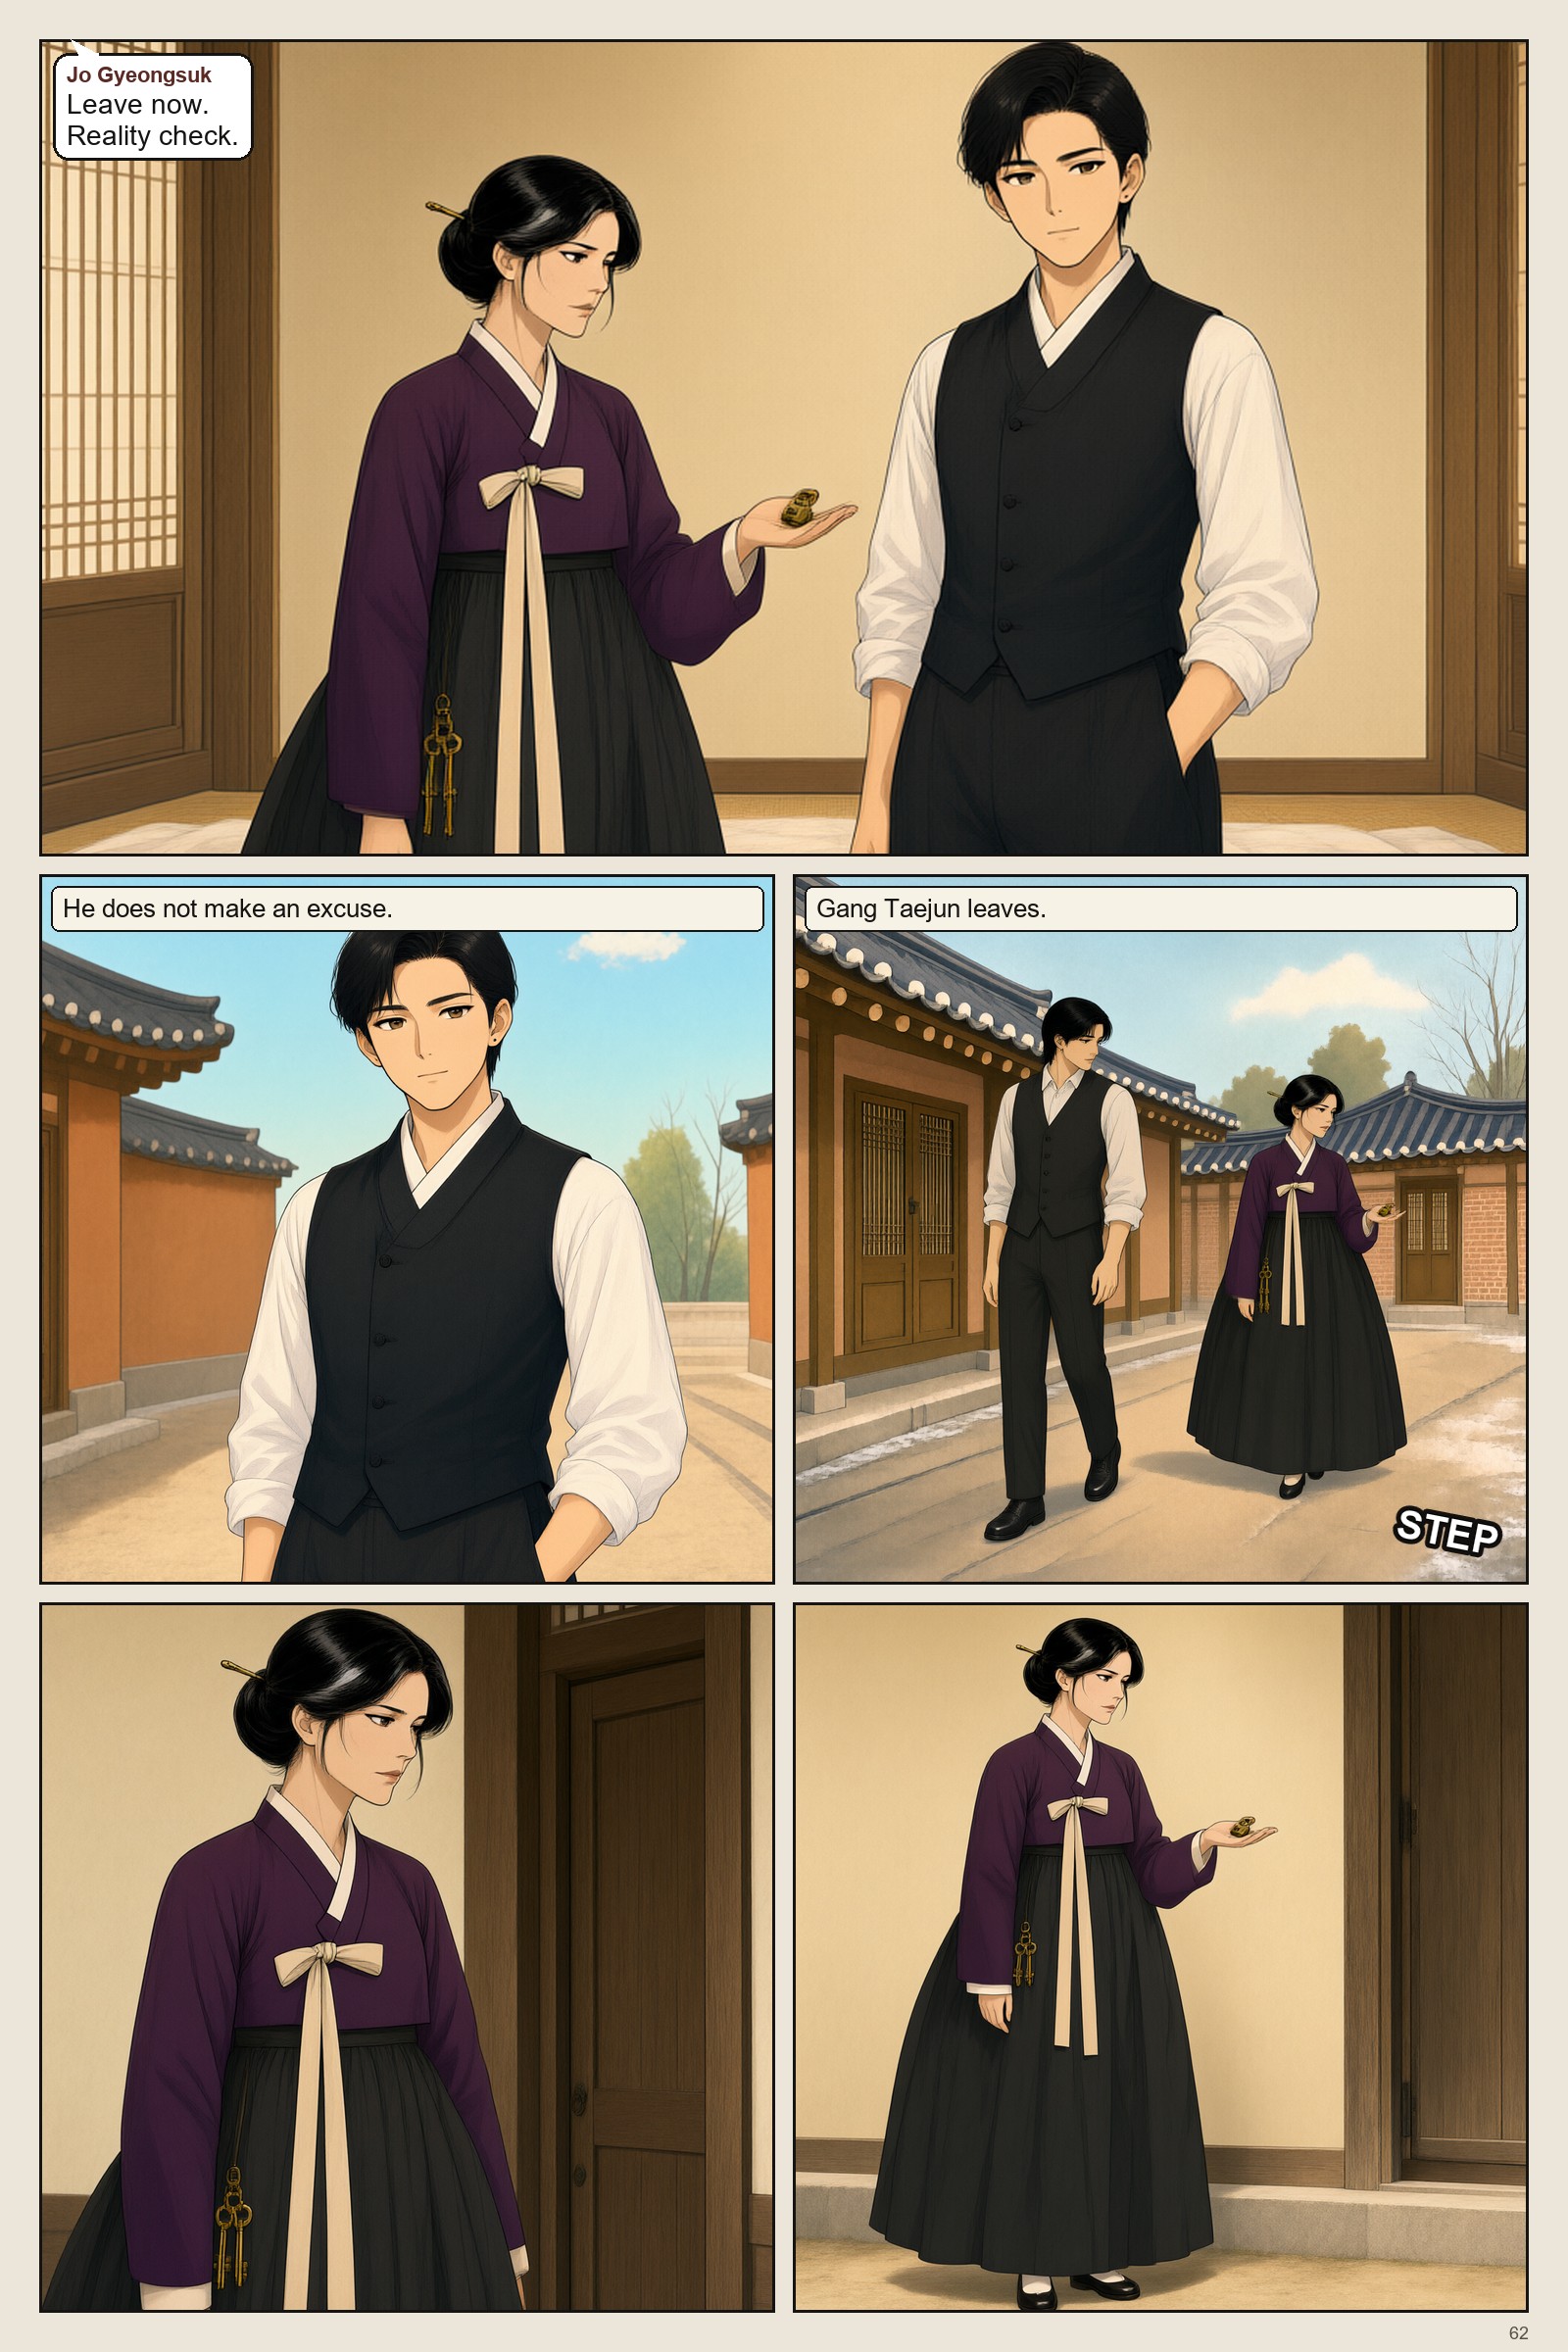 Jo Gyeongsuk
Leave now.
Reality check.
He does not make an excuse.
Gang Taejun leaves.
STEP
62